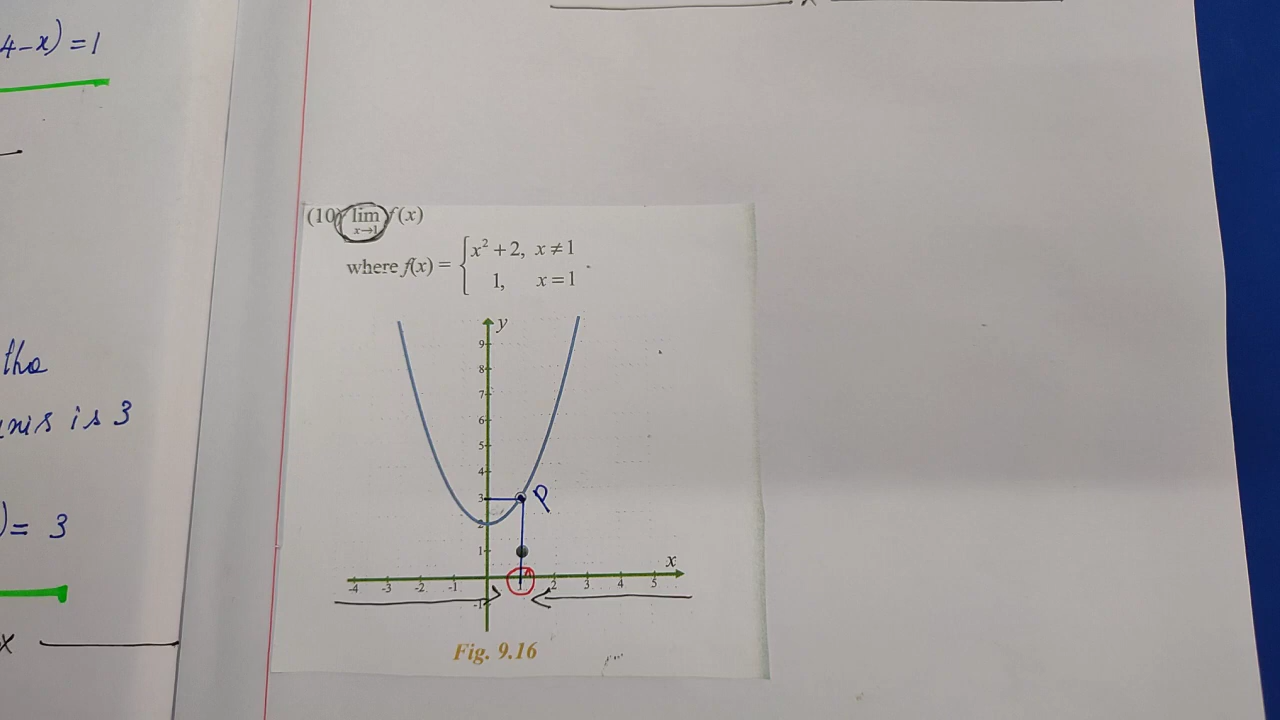 4-x) = 1
the
is 3
) = 3
x
(10) lim f(x)
x→1
where f(x) = { x² + 2, x ≠ 1
1, x = 1
y
9
8
7
6
5
4
3 P
2
1
x
-4 -3 -2 -1 1 2 3 4 5
-1
Fig. 9.16